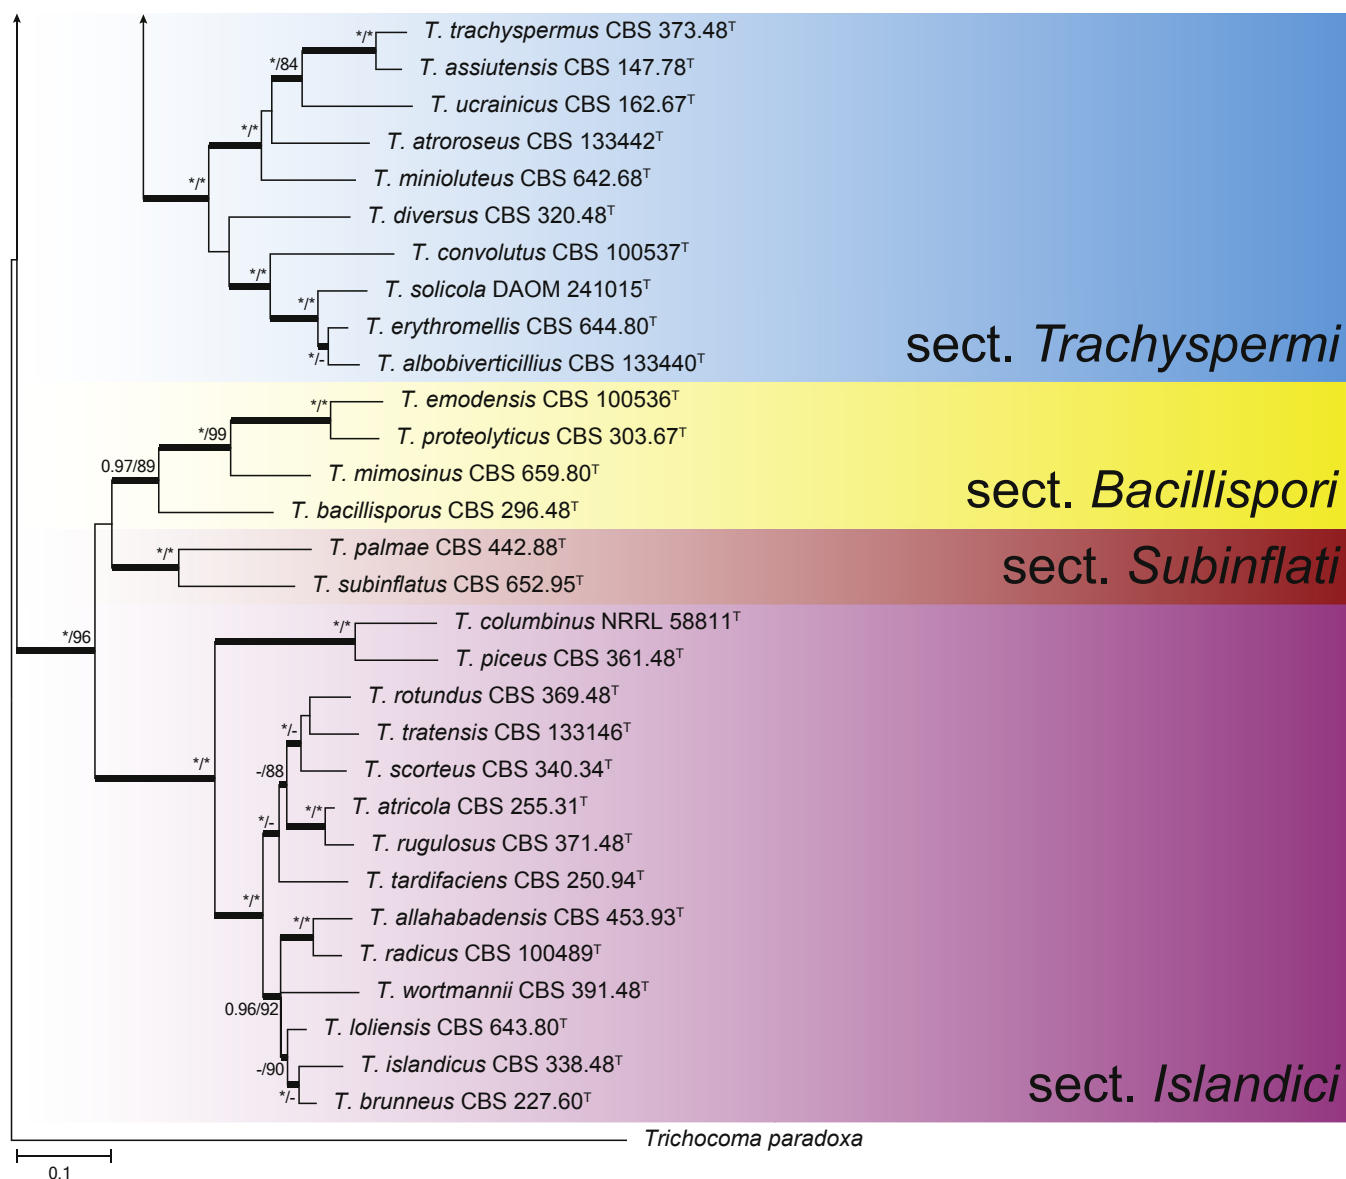 */*
T. trachyspermus CBS 373.48ᵀ
*/84
T. assiutensis CBS 147.78ᵀ
T. ucrainicus CBS 162.67ᵀ
*/*
T. atroroseus CBS 133442ᵀ
*/*
T. minioluteus CBS 642.68ᵀ
T. diversus CBS 320.48ᵀ
T. convolutus CBS 100537ᵀ
*/*
T. solicola DAOM 241015ᵀ
*/*
T. erythromellis CBS 644.80ᵀ
*/-
T. albobiverticillius CBS 133440ᵀ
sect. Trachyspermi
T. emodensis CBS 100536ᵀ
*/*
T. proteolyticus CBS 303.67ᵀ
*/99
T. mimosinus CBS 659.80ᵀ
0.97/89
T. bacillisporus CBS 296.48ᵀ
sect. Bacillispori
T. palmae CBS 442.88ᵀ
*/*
T. subinflatus CBS 652.95ᵀ
sect. Subinflati
*/96
T. columbinus NRRL 58811ᵀ
*/*
T. piceus CBS 361.48ᵀ
T. rotundus CBS 369.48ᵀ
*/-
T. tratensis CBS 133146ᵀ
*/*
-/88
T. scorteus CBS 340.34ᵀ
*/*
T. atricola CBS 255.31ᵀ
*/-
T. rugulosus CBS 371.48ᵀ
T. tardifaciens CBS 250.94ᵀ
*/*
*/*
T. allahabadensis CBS 453.93ᵀ
T. radicus CBS 100489ᵀ
T. wortmannii CBS 391.48ᵀ
0.96/92
T. loliensis CBS 643.80ᵀ
-/90
T. islandicus CBS 338.48ᵀ
*/-
T. brunneus CBS 227.60ᵀ
sect. Islandici
Trichocoma paradoxa
0.1